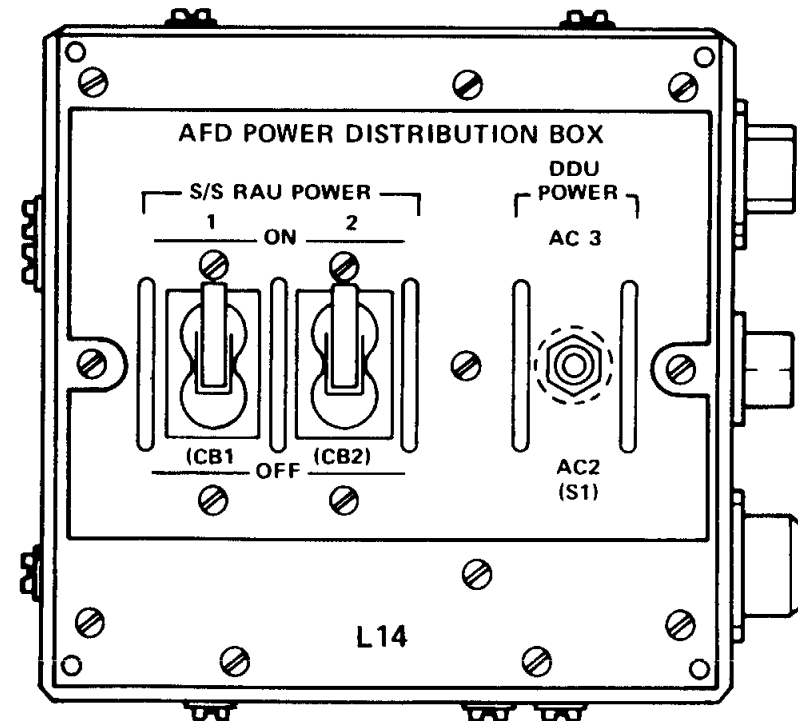 AFD POWER DISTRIBUTION BOX
S/S RAU POWER
1 ON 2
(CB1 OFF (CB2)
DDU
POWER
AC 3
AC2
(S1)
L14